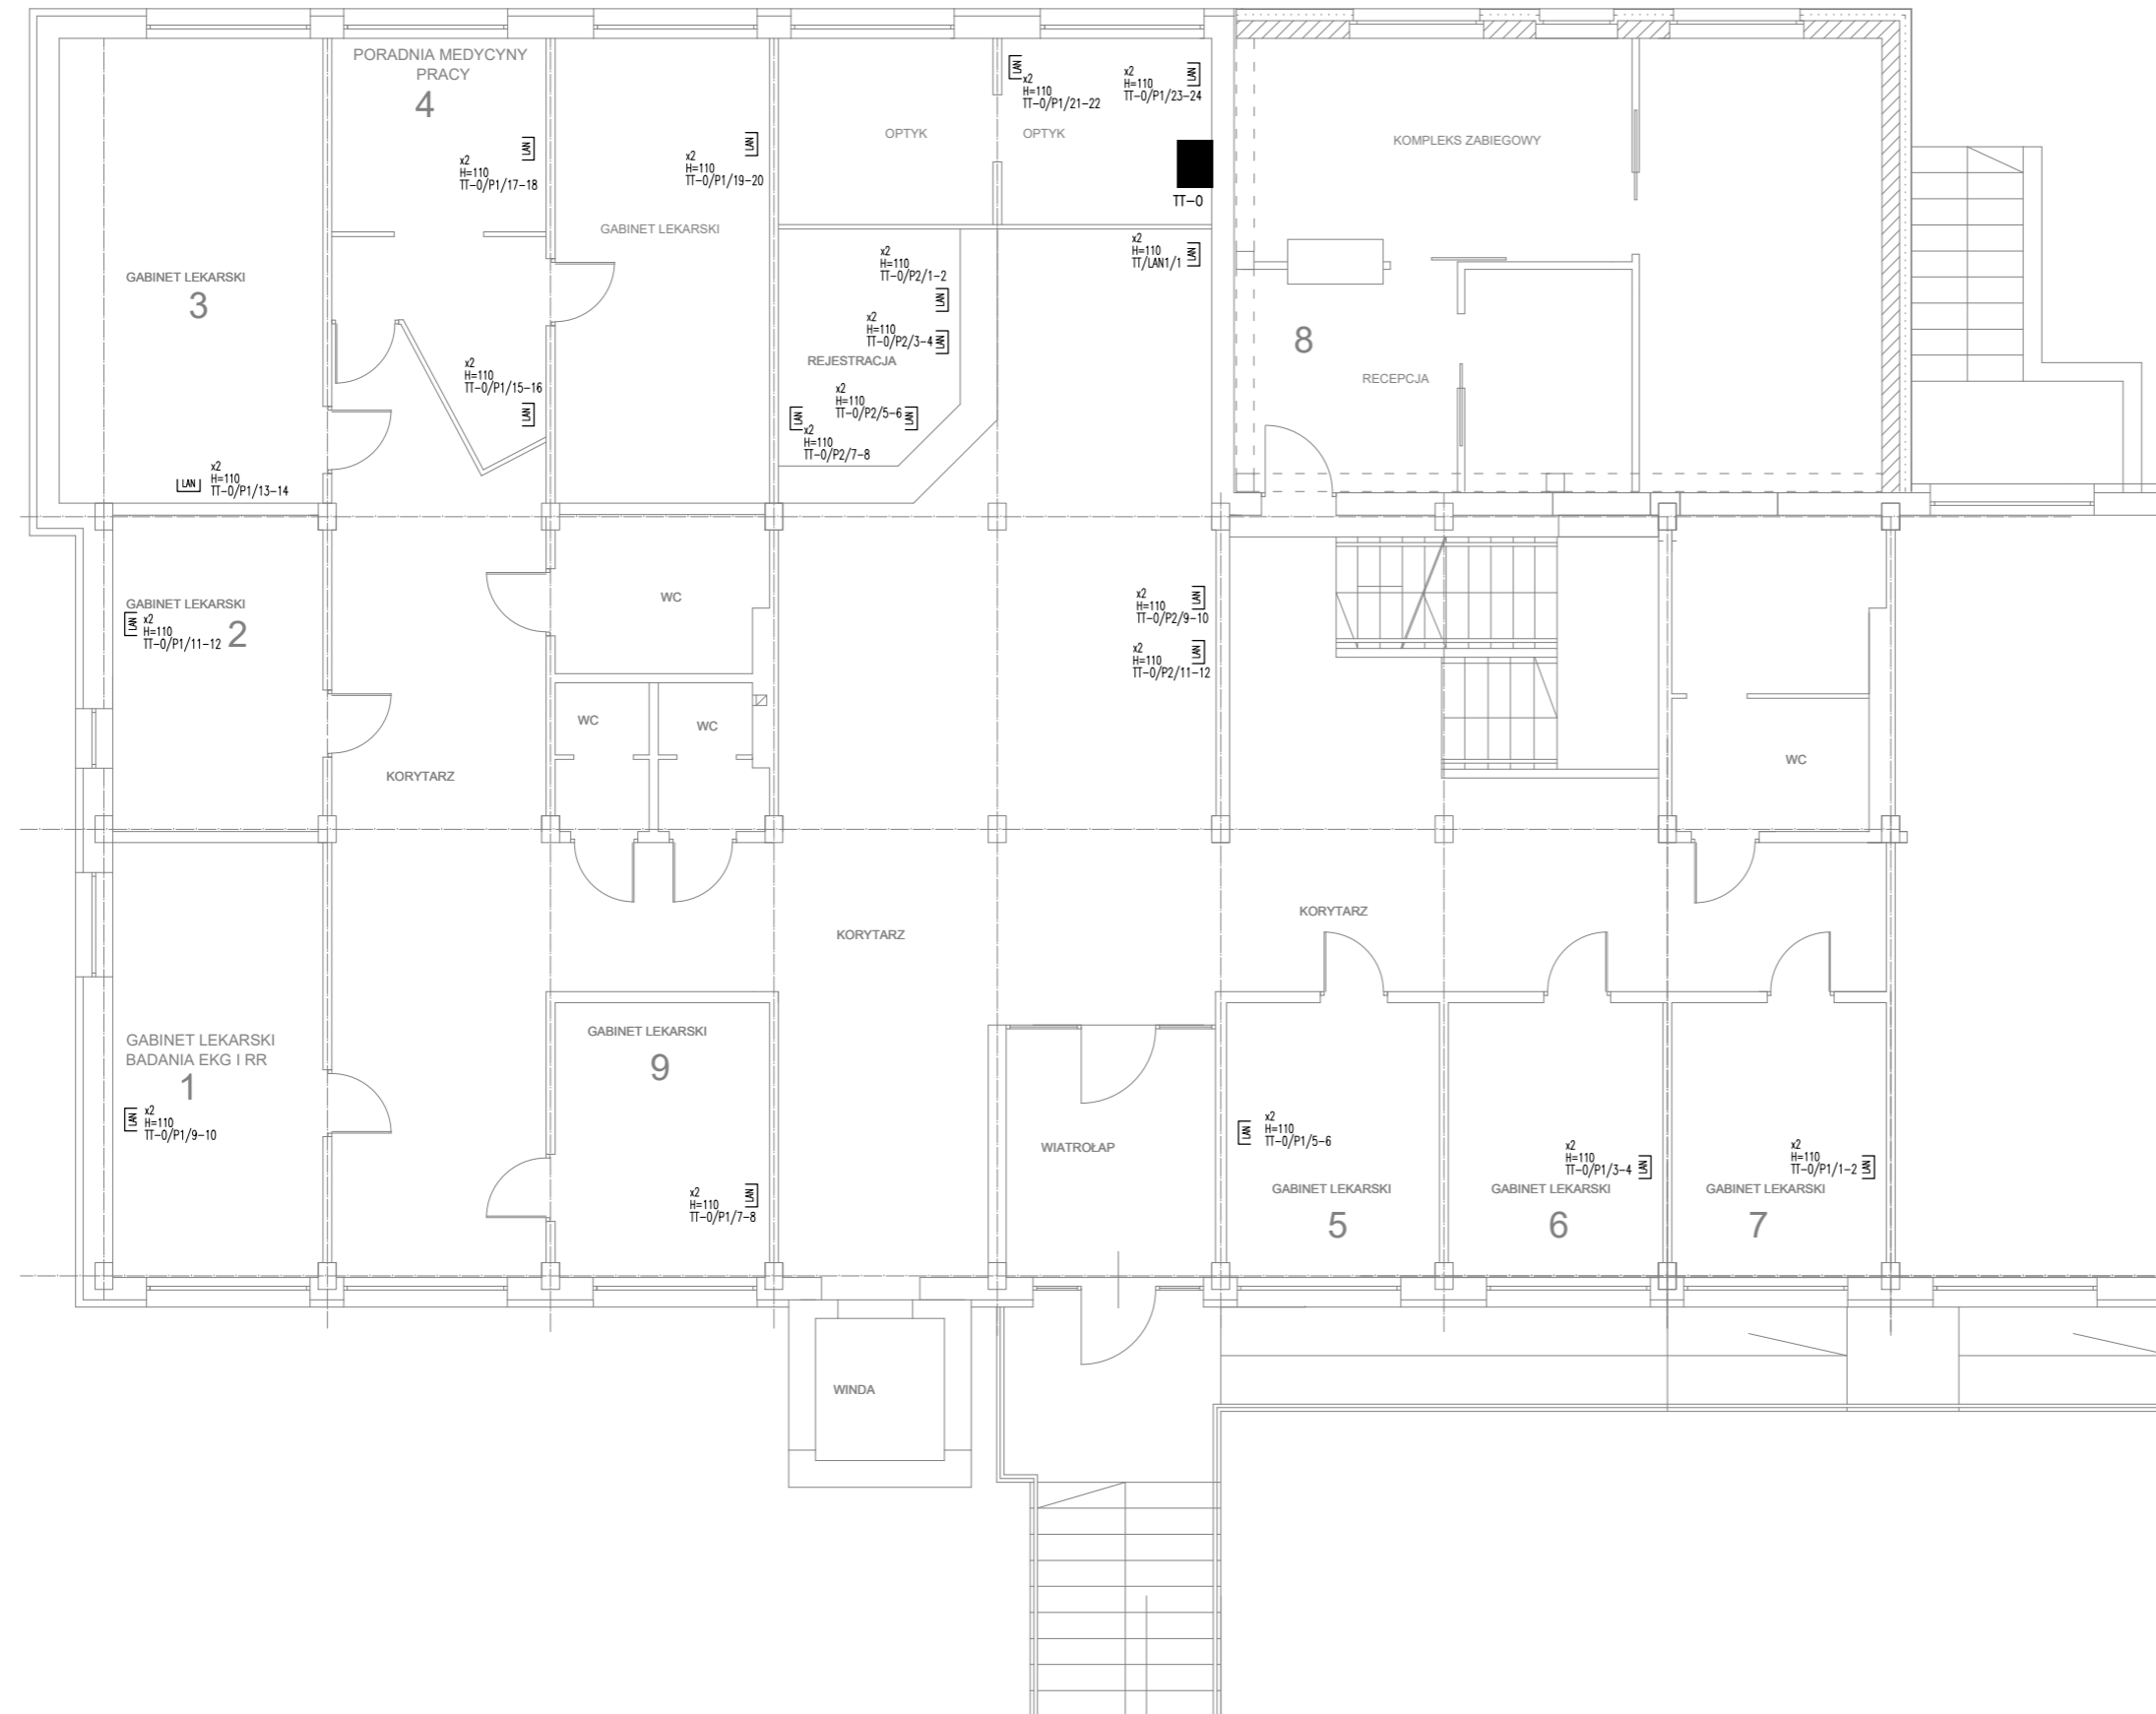 PORADNIA MEDYCYNY
PRACY
4
LAN
x2
H=110
TT-0/P1/17-18
LAN
x2
H=110
TT-0/P1/19-20
GABINET LEKARSKI
OPTYK
LAN
x2
H=110
TT-0/P1/21-22
OPTYK
x2
H=110
TT-0/P1/23-24
LAN
TT-0
KOMPLEKS ZABIEGOWY
GABINET LEKARSKI
3
x2
H=110
TT-0/P2/1-2
LAN
x2
H=110
TT/LAN1/1
LAN
x2
H=110
TT-0/P2/3-4
LAN
REJESTRACJA
8
RECEPCJA
x2
H=110
TT-0/P1/15-16
LAN
x2
H=110
TT-0/P2/5-6
LAN
LAN
x2
H=110
TT-0/P2/7-8
LAN
x2
H=110
TT-0/P1/13-14
GABINET LEKARSKI
2
LAN
x2
H=110
TT-0/P1/11-12
WC
x2
H=110
TT-0/P2/9-10
LAN
x2
H=110
TT-0/P2/11-12
LAN
WC
WC
WC
KORYTARZ
KORYTARZ
KORYTARZ
GABINET LEKARSKI
BADANIA EKG I RR
1
LAN
x2
H=110
TT-0/P1/9-10
GABINET LEKARSKI
9
x2
H=110
TT-0/P1/7-8
LAN
WIATROŁAP
LAN
x2
H=110
TT-0/P1/5-6
GABINET LEKARSKI
5
x2
H=110
TT-0/P1/3-4
LAN
GABINET LEKARSKI
6
x2
H=110
TT-0/P1/1-2
LAN
GABINET LEKARSKI
7
WINDA